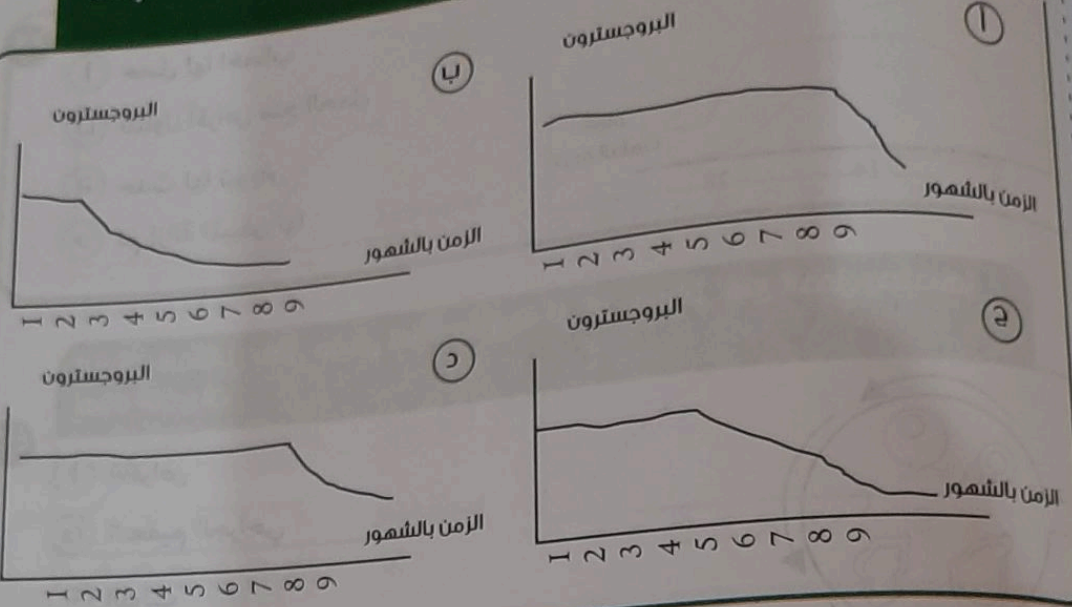 أ
البروجسترون
الزمن بالشهور
1 2 3 4 5 6 7 8 9
ب
البروجسترون
الزمن بالشهور
1 2 3 4 5 6 7 8 9
ج
البروجسترون
الزمن بالشهور
1 2 3 4 5 6 7 8 9
د
البروجسترون
الزمن بالشهور
1 2 3 4 5 6 7 8 9